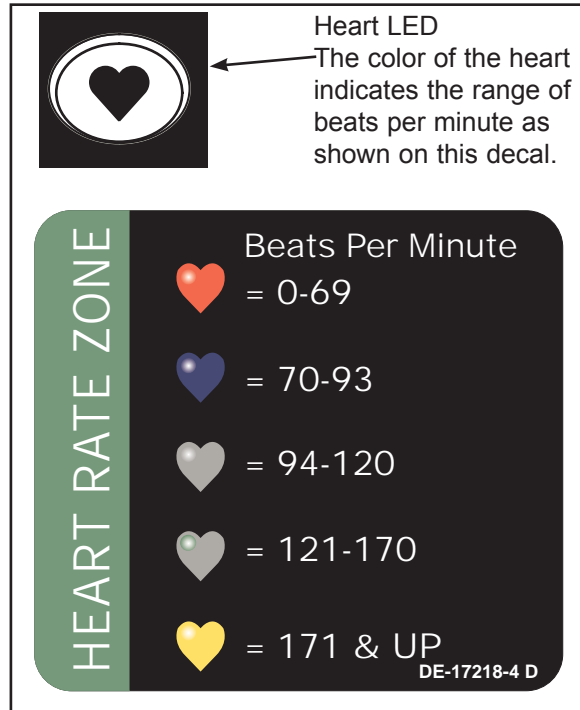 Heart LED
The color of the heart
indicates the range of
beats per minute as
shown on this decal.
HEART RATE ZONE
Beats Per Minute
= 0-69
= 70-93
= 94-120
= 121-170
= 171 & UP
DE-17218-4 D